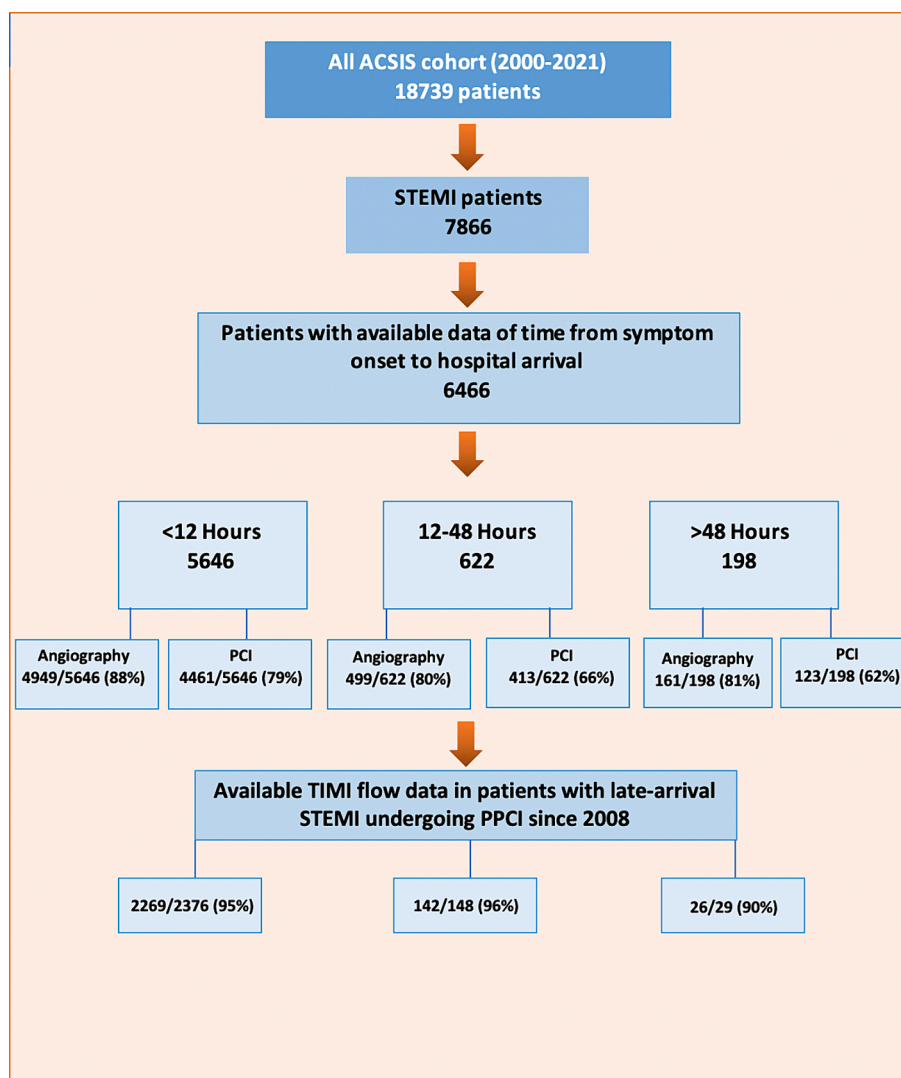 All ACSIS cohort (2000-2021)
18739 patients
STEMI patients
7866
Patients with available data of time from symptom
onset to hospital arrival
6466
<12 Hours
5646
12-48 Hours
622
>48 Hours
198
Angiography
4949/5646 (88%)
PCI
4461/5646 (79%)
Angiography
499/622 (80%)
PCI
413/622 (66%)
Angiography
161/198 (81%)
PCI
123/198 (62%)
Available TIMI flow data in patients with late-arrival
STEMI undergoing PPCI since 2008
2269/2376 (95%)
142/148 (96%)
26/29 (90%)